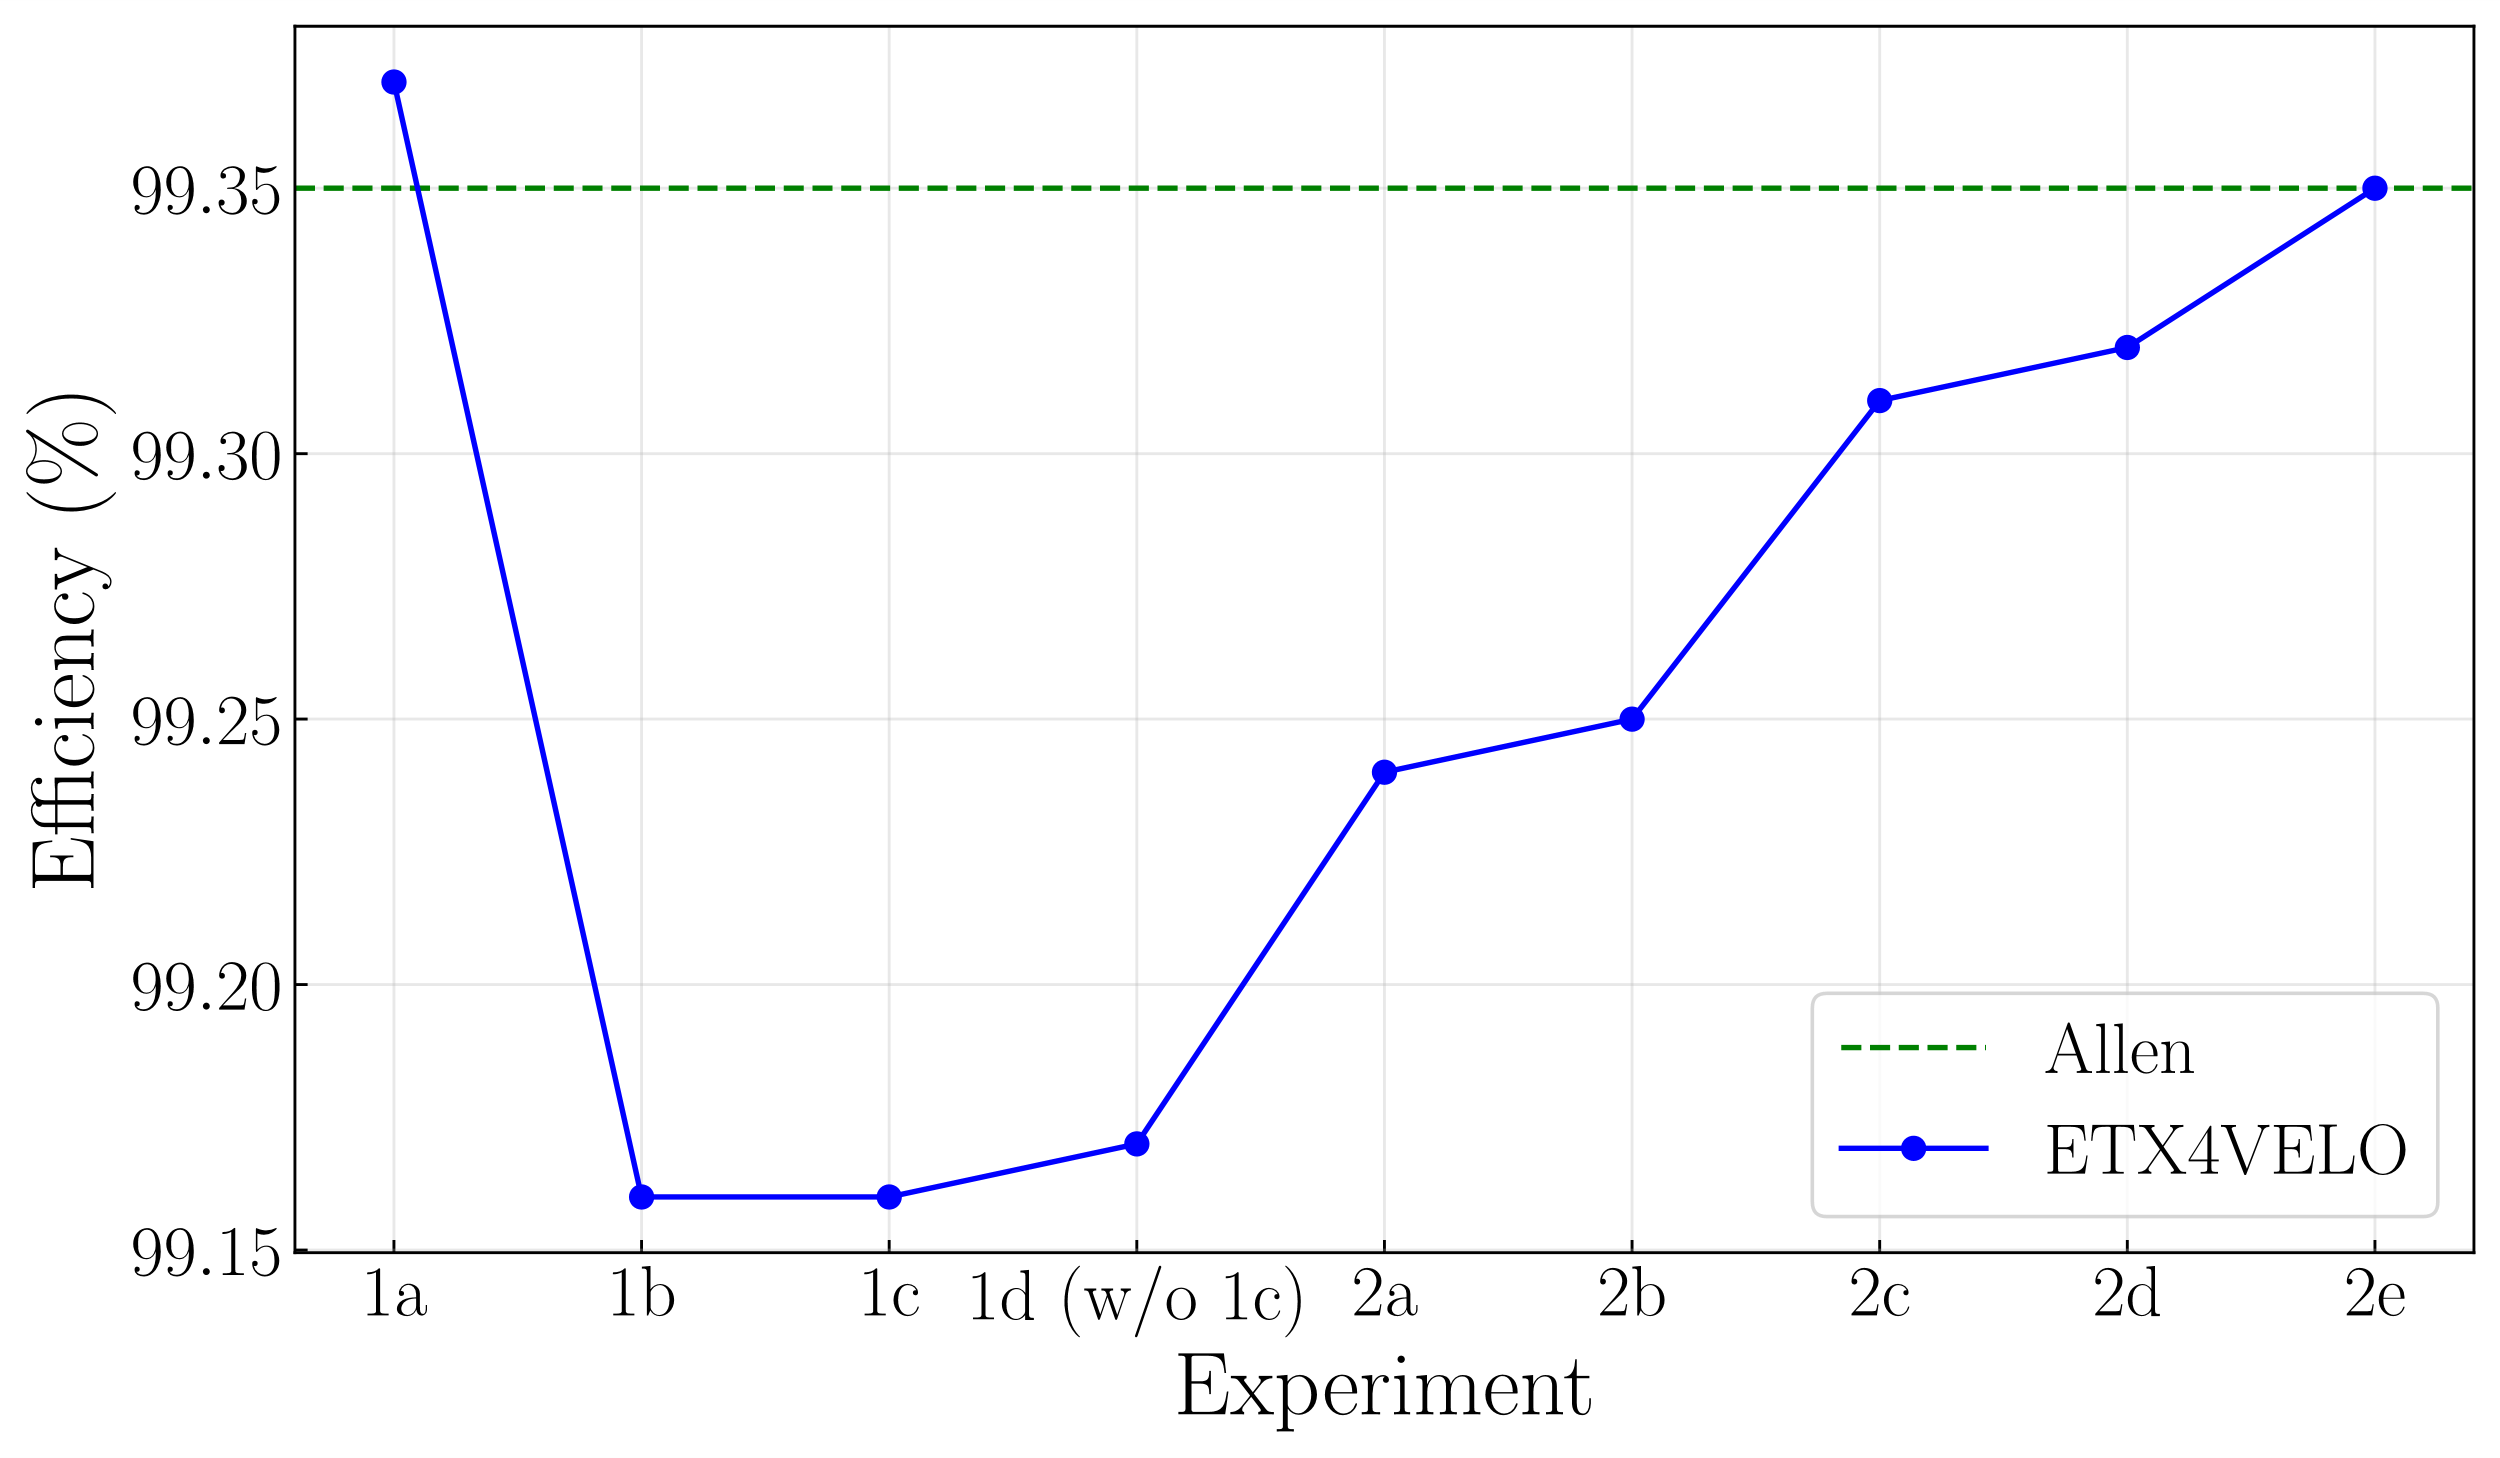 99.35
99.30
99.25
99.20
99.15
Efficiency (%)
Allen
ETX4VELO
1a 1b 1c 1d (w/o 1c) 2a 2b 2c 2d 2e
Experiment